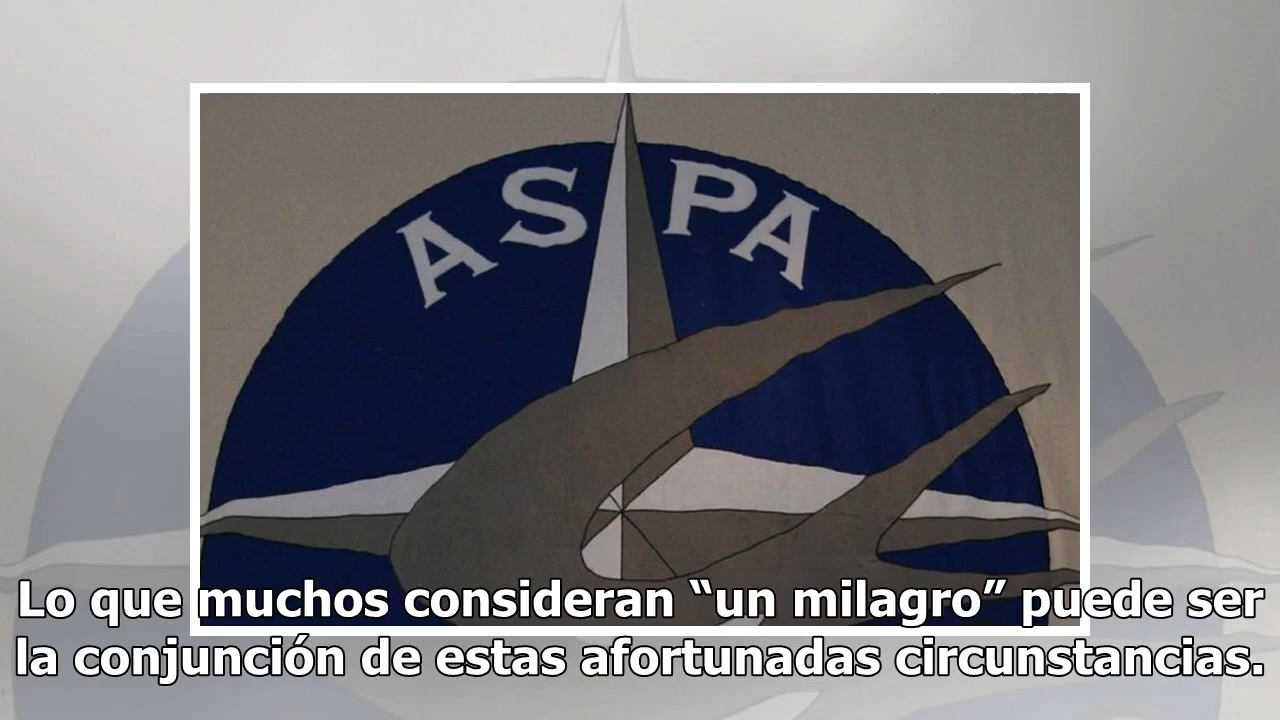 ASPA
Lo que muchos consideran “un milagro” puede ser
la conjunción de estas afortunadas circunstancias.